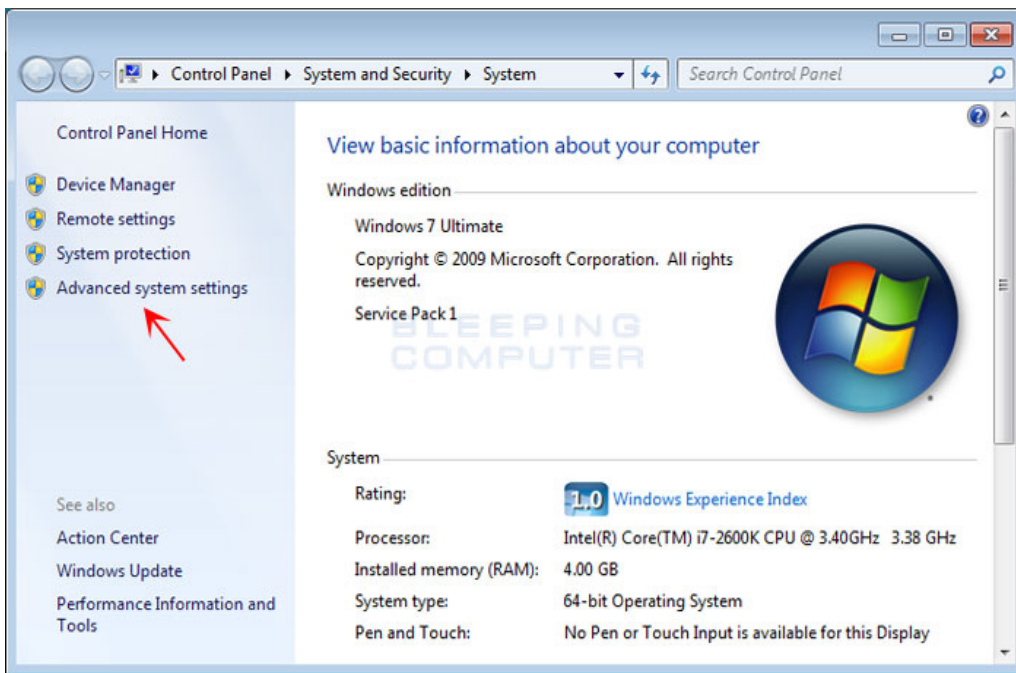 Control Panel ▸ System and Security ▸ System
Search Control Panel
Control Panel Home
Device Manager
Remote settings
System protection
Advanced system settings
See also
Action Center
Windows Update
Performance Information and
Tools
View basic information about your computer
Windows edition
Windows 7 Ultimate
Copyright © 2009 Microsoft Corporation. All rights
reserved.
Service Pack 1
BLEEPING
COMPUTER
System
Rating: 1.0 Windows Experience Index
Processor: Intel(R) Core(TM) i7-2600K CPU @ 3.40GHz 3.38 GHz
Installed memory (RAM): 4.00 GB
System type: 64-bit Operating System
Pen and Touch: No Pen or Touch Input is available for this Display